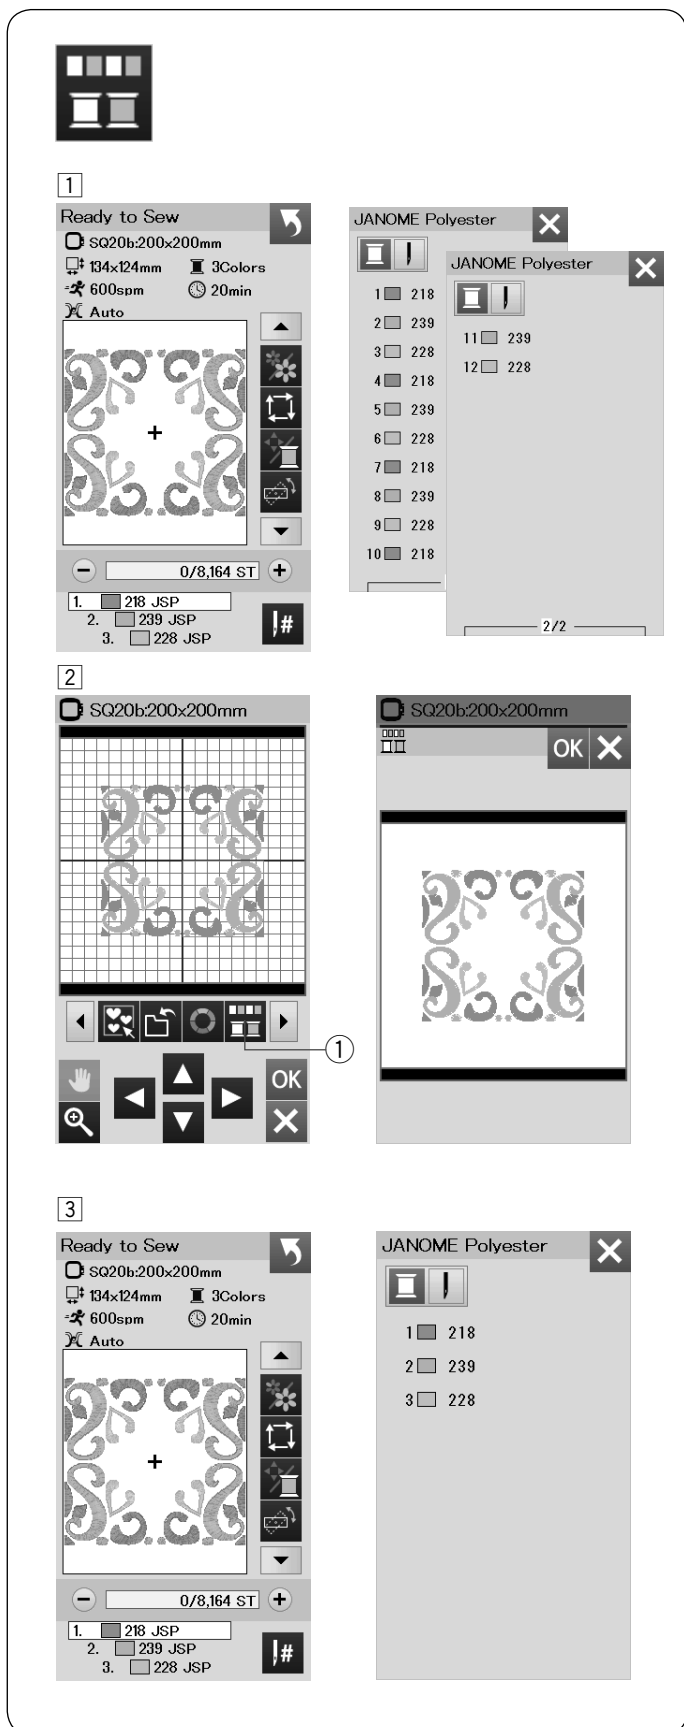 1
Ready to Sew
SQ20b:200x200mm
134x124mm 3Colors
600spm 20min
Auto
0/8,164 ST
1. 218 JSP
2. 239 JSP
3. 228 JSP
#
JANOME Polyester
1 218
2 239
3 228
4 218
5 239
6 228
7 218
8 239
9 228
10 218
JANOME Polyester
11 239
12 228
2/2
2
SQ20b:200x200mm
1
OK
SQ20b:200x200mm
OK
3
Ready to Sew
SQ20b:200x200mm
134x124mm 3Colors
600spm 20min
Auto
0/8,164 ST
1. 218 JSP
2. 239 JSP
3. 228 JSP
#
JANOME Polyester
1 218
2 239
3 228